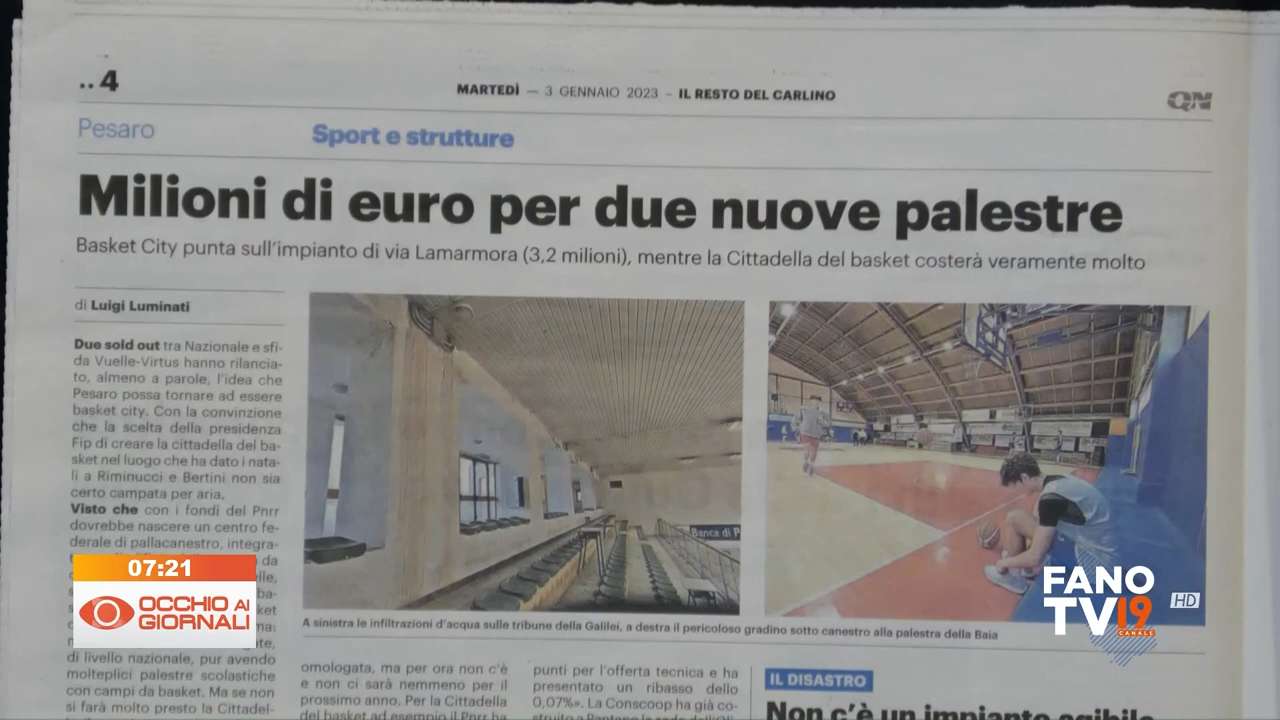 ..4
MARTEDÌ — 3 GENNAIO 2023 – IL RESTO DEL CARLINO
QN
Pesaro
Sport e strutture
Milioni di euro per due nuove palestre
Basket City punta sull'impianto di via Lamarmora (3,2 milioni), mentre la Cittadella del basket costerà veramente molto
di Luigi Luminati
Due sold out tra Nazionale e sfi-
da Vuelle-Virtus hanno rilancia-
to, almeno a parole, l'idea che
Pesaro possa tornare ad essere
basket city. Con la convinzione
che la scelta della presidenza
Fip di creare la cittadella del ba-
sket nel luogo che ha dato i nata-
li a Riminucci e Bertini non sia
certo campata per aria.
Visto che con i fondi del Pnrr
dovrebbe nascere un centro fe-
derale di pallacanestro, integra-
da
di livello nazionale, pur avendo
molteplici palestre scolastiche
con campi da basket. Ma se non
si farà molto presto la Cittadel-
Banca di P
A sinistra le infiltrazioni d'acqua sulle tribune della Galilei, a destra il pericoloso gradino sotto canestro alla palestra della Baia
omologata, ma per ora non c'è
e non ci sarà nemmeno per il
prossimo anno. Per la Cittadella
del basket ad esempio il Pnrr ha
punti per l'offerta tecnica e ha
presentato un ribasso dello
0,07%». La Conscoop ha già co-
IL DISASTRO
Non c'è un impianto agibile
07:21
OCCHIO AI
GIORNALI
FANO
TV19
CANALE
HD